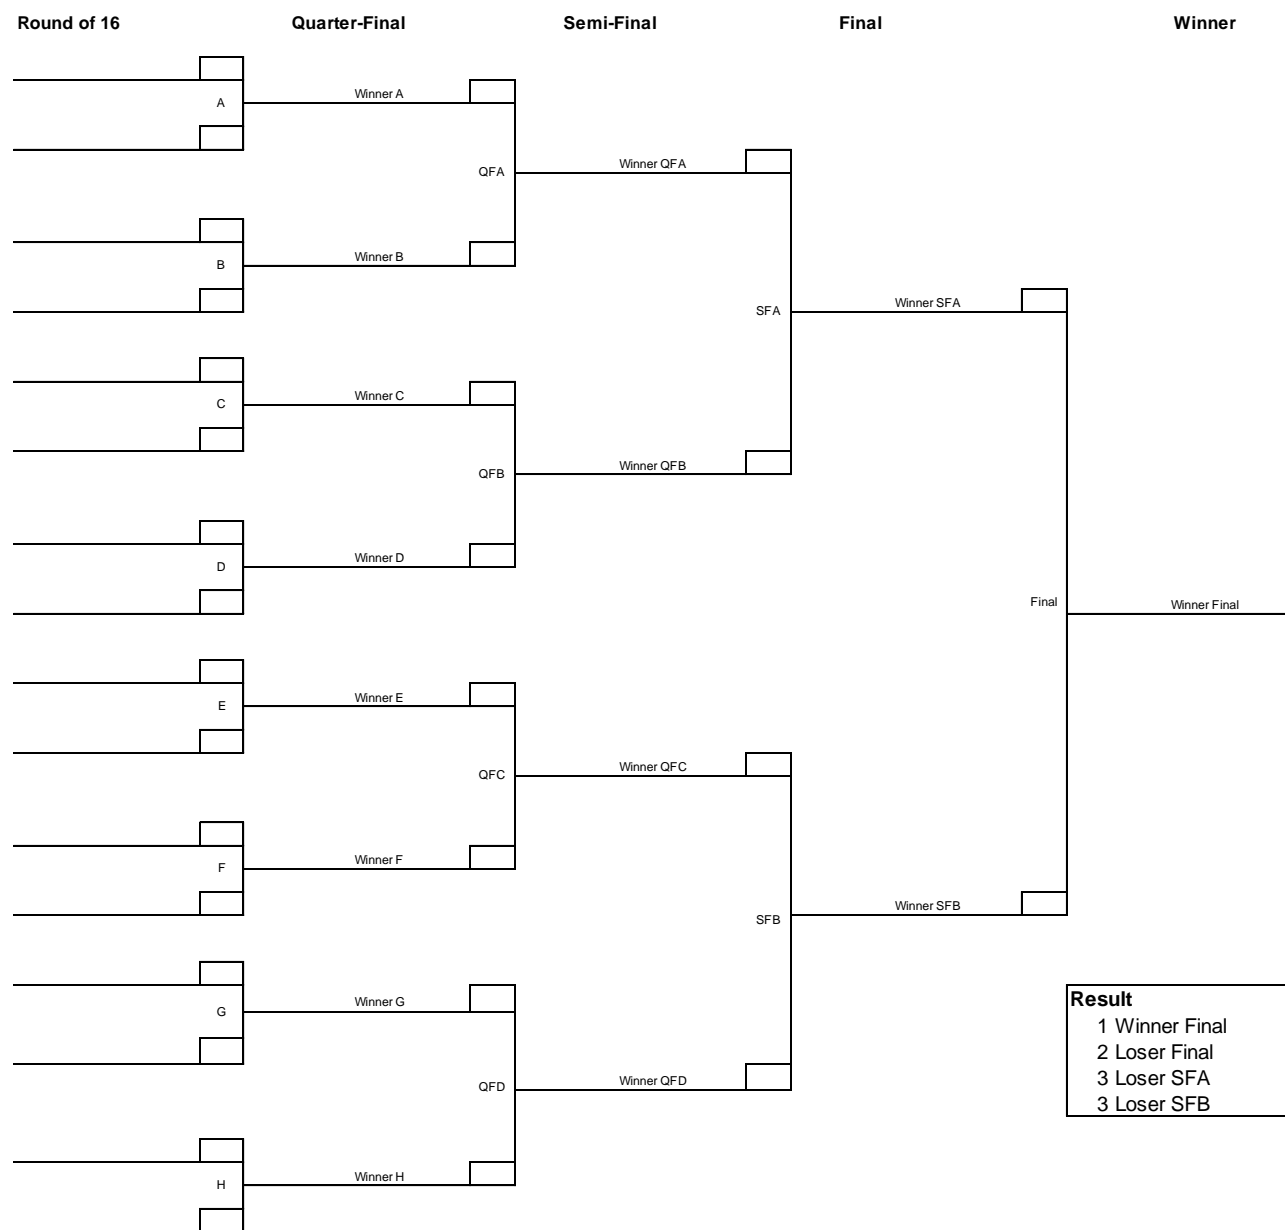 Round of 16 Quarter-Final Semi-Final Final Winner
Winner A
A
Winner QFA
QFA
Winner B
B
Winner SFA
SFA
Winner C
C
Winner QFB
QFB
Winner D
D
Final
Winner Final
Winner E
E
Winner QFC
QFC
Winner F
F
Winner SFB
SFB
Winner G
G
Winner QFD
QFD
Winner H
H
Result
1 Winner Final
2 Loser Final
3 Loser SFA
3 Loser SFB